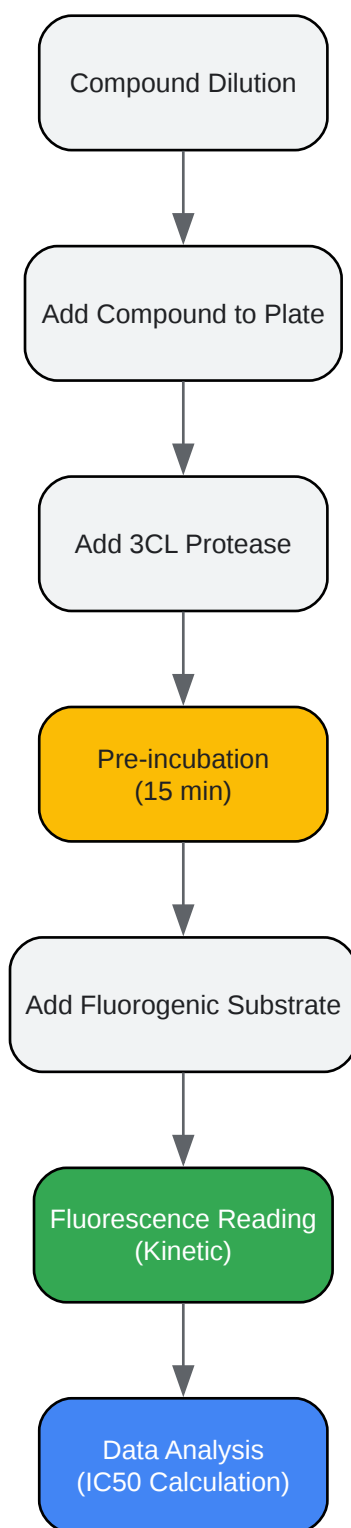 Compound Dilution
Add Compound to Plate
Add 3CL Protease
Pre-incubation
(15 min)
Add Fluorogenic Substrate
Fluorescence Reading
(Kinetic)
Data Analysis
(IC50 Calculation)